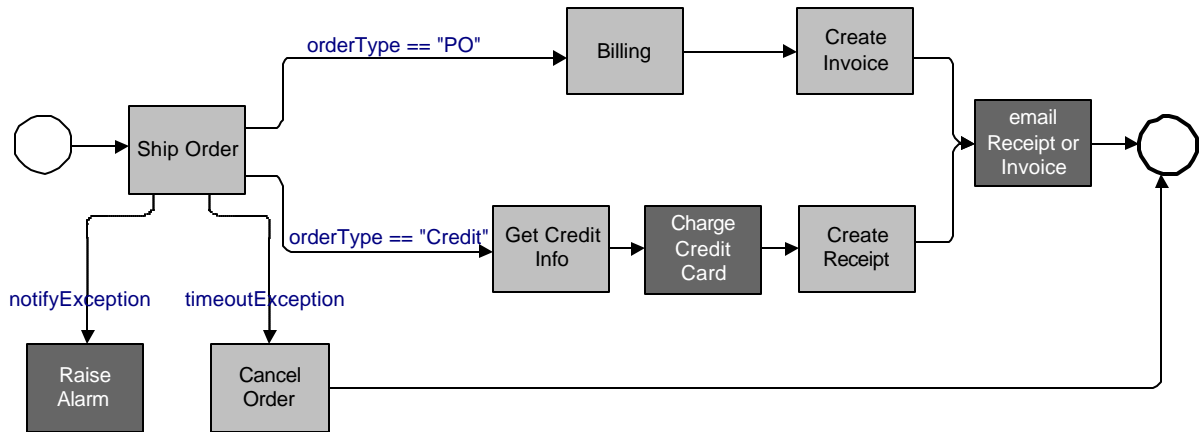 orderType == "PO"
Billing
Create
Invoice
Ship Order
email
Receipt or
Invoice
orderType == "Credit"
Get Credit
Info
Charge
Credit
Card
Create
Receipt
notifyException
timeoutException
Raise
Alarm
Cancel
Order